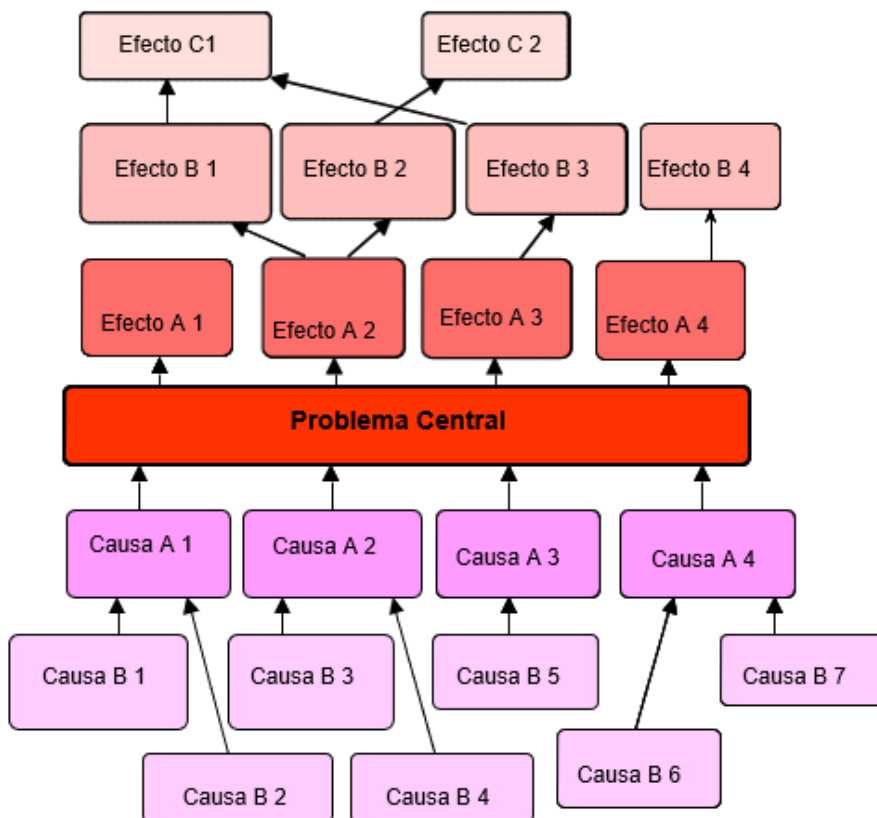 Efecto C1
Efecto C 2
Efecto B 1
Efecto B 2
Efecto B 3
Efecto B 4
Efecto A 1
Efecto A 2
Efecto A 3
Efecto A 4
Problema Central
Causa A 1
Causa A 2
Causa A 3
Causa A 4
Causa B 1
Causa B 3
Causa B 5
Causa B 7
Causa B 2
Causa B 4
Causa B 6